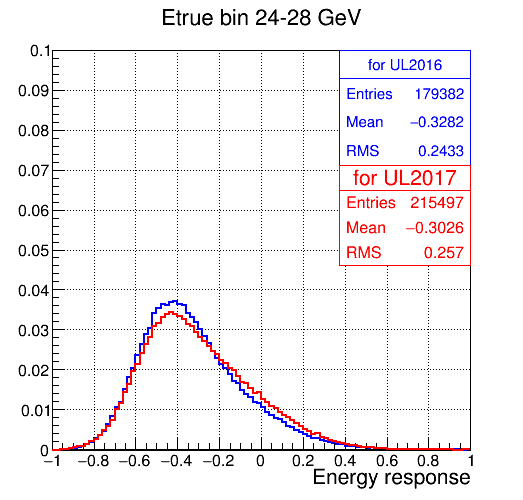 Etrue bin 24-28 GeV
for UL2016
Entries 179382
Mean −0.3282
RMS 0.2433
for UL2017
Entries 215497
Mean −0.3026
RMS 0.257
0.1
0.09
0.08
0.07
0.06
0.05
0.04
0.03
0.02
0.01
0
−1 −0.8 −0.6 −0.4 −0.2 0 0.2 0.4 0.6 0.8 1
Energy response